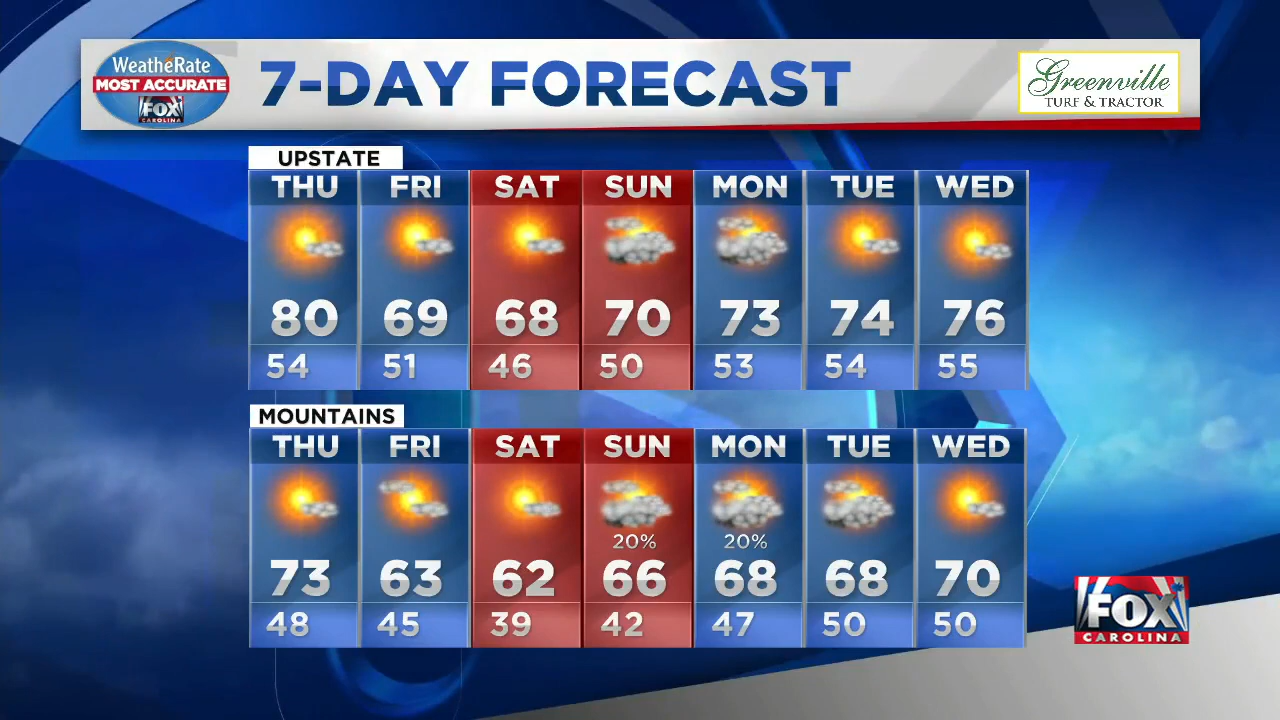 WeatheRate
MOST ACCURATE
FOX
CAROLINA
7-DAY FORECAST
Greenville
TURF & TRACTOR
UPSTATE
THU FRI SAT SUN MON TUE WED
80 69 68 70 73 74 76
54 51 46 50 53 54 55
MOUNTAINS
THU FRI SAT SUN MON TUE WED
20% 20%
73 63 62 66 68 68 70
48 45 39 42 47 50 50
FOX
CAROLINA